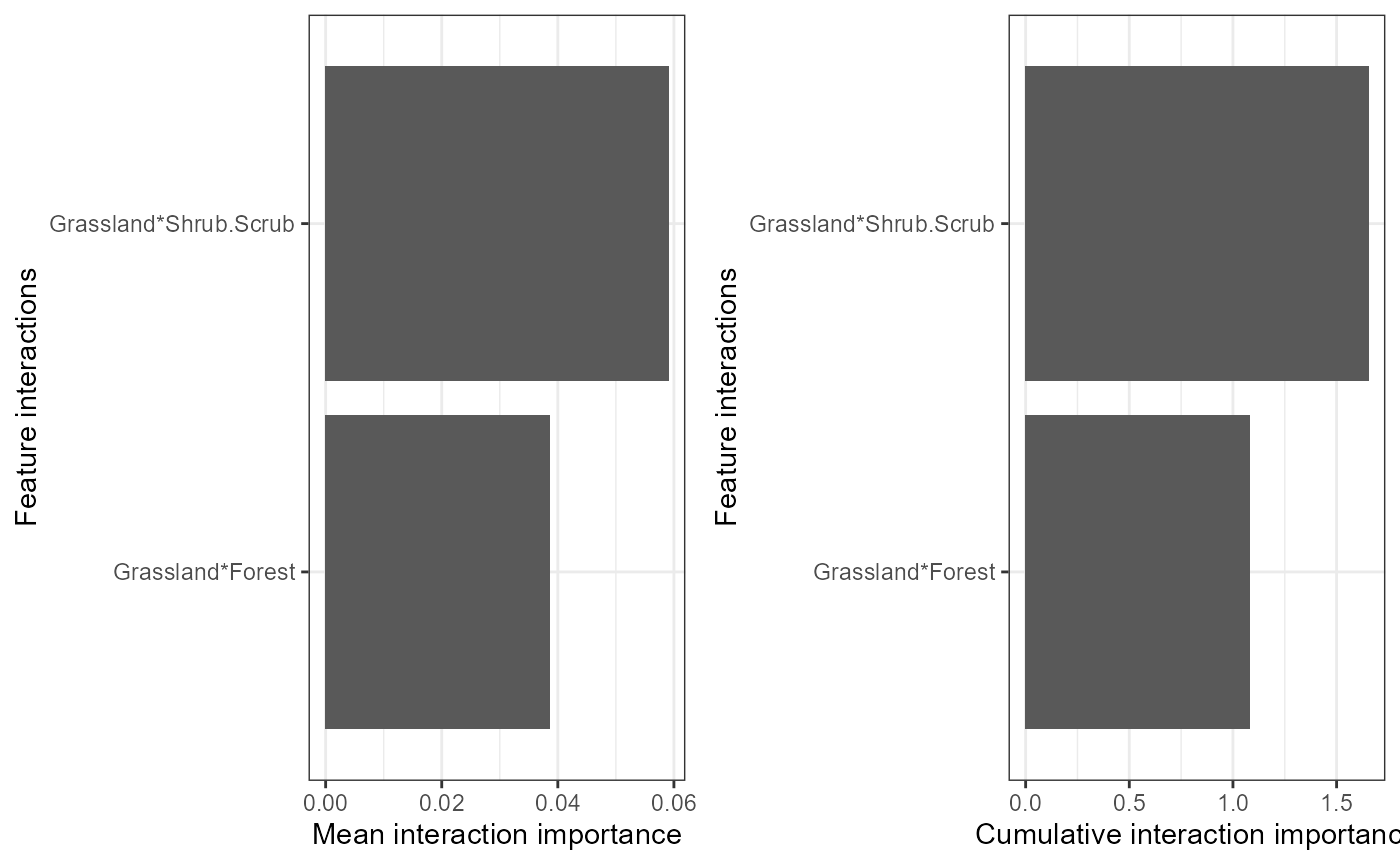 Feature interactions
Grassland*Shrub.Scrub
Grassland*Forest
0.00 0.02 0.04 0.06
Mean interaction importance
Feature interactions
Grassland*Shrub.Scrub
Grassland*Forest
0.0 0.5 1.0 1.5
Cumulative interaction importanc